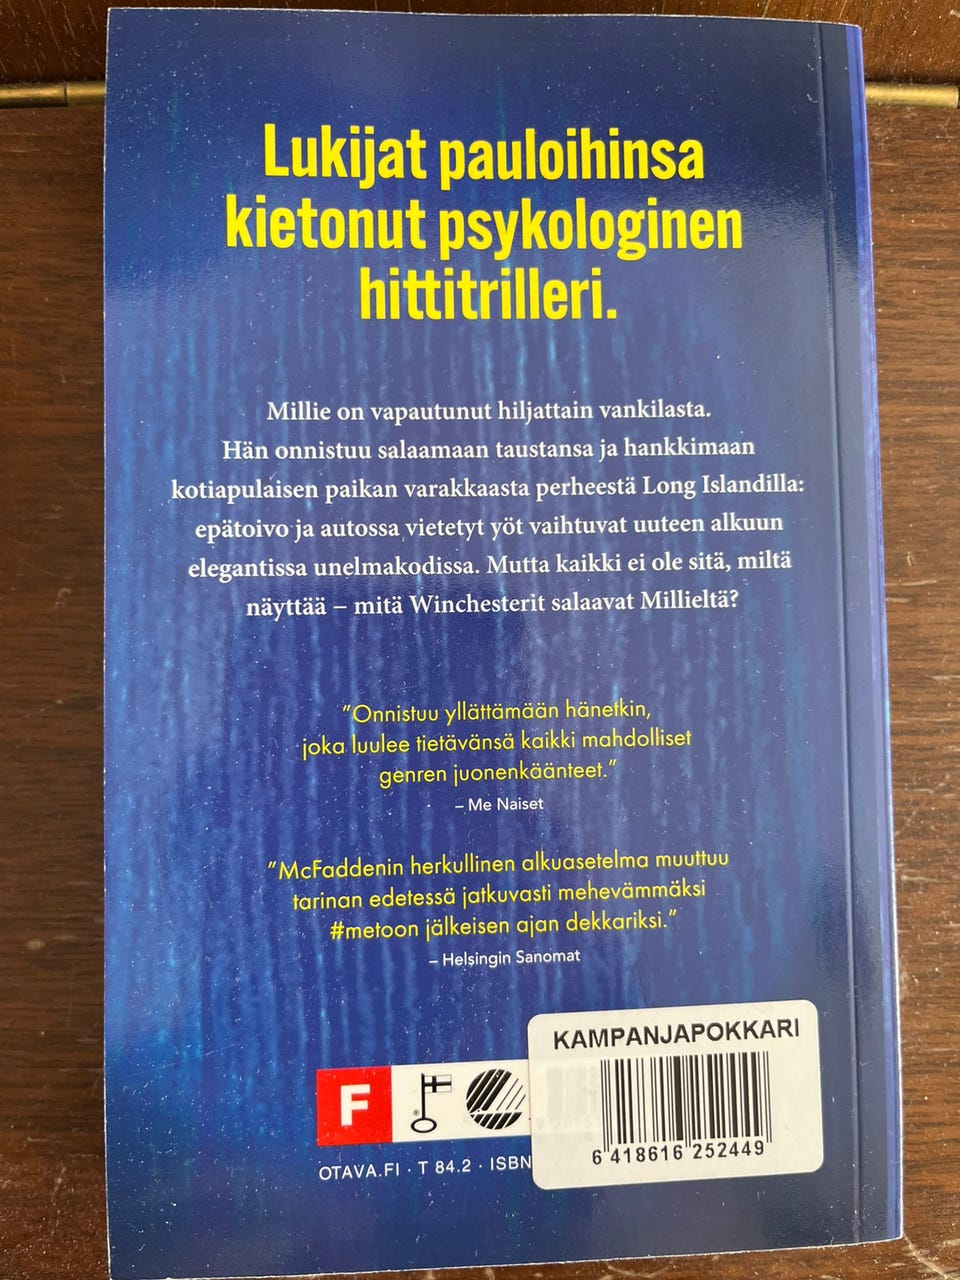 Lukijat pauloihinsa
kietonut psykologinen
hittitrilleri.
Millie on vapautunut hiljattain vankilasta.
Hän onnistuu salaamaan taustansa ja hankkimaan
kotiapulaisen paikan varakkaasta perheestä Long Islandilla:
epätoivo ja autossa vietetyt yöt vaihtuvat uuteen alkuun
elegantissa unelmakodissa. Mutta kaikki ei ole sitä, miltä
näyttää – mitä Winchesterit salaavat Millieltä?
”Onnistuu yllättämään hänetkin,
joka luulee tietävänsä kaikki mahdolliset
genren juonenkäänteet.”
– Me Naiset
”McFaddenin herkullinen alkuasetelma muuttuu
tarinan edetessä jatkuvasti mehevämmäksi
#metoon jälkeisen ajan dekkariksi.”
– Helsingin Sanomat
KAMPANJAPOKKARI
6 418616 252449
F
®
OTAVA.FI · T 84.2 · ISBN